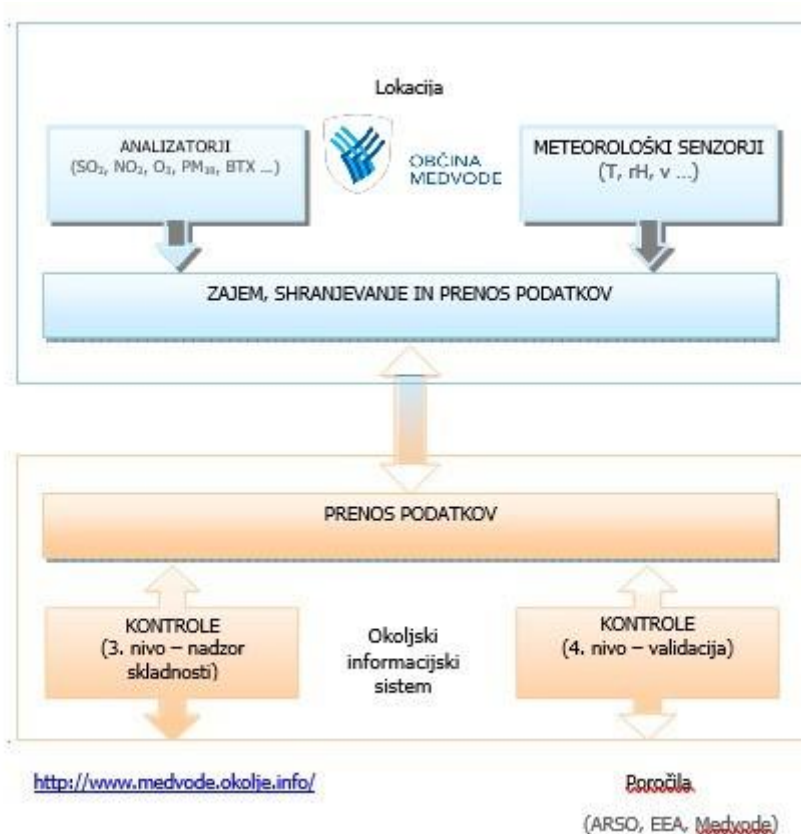 Lokacija
ANALIZATORJI
(SO₂, NO₂, O₃, PM₁₀, BTX ...)
OBČINA
MEDVODE
METEOROLOŠKI SENZORJI
(T, rH, v ...)
ZAJEM, SHRANJEVANJE IN PRENOS PODATKOV
PRENOS PODATKOV
KONTROLE
(3. nivo – nadzor
skladnosti)
Okoljski
informacijski
sistem
KONTROLE
(4. nivo – validacija)
http://www.medvode.okolje.info/
Poročila
(ARSO, EEA, Medvode)